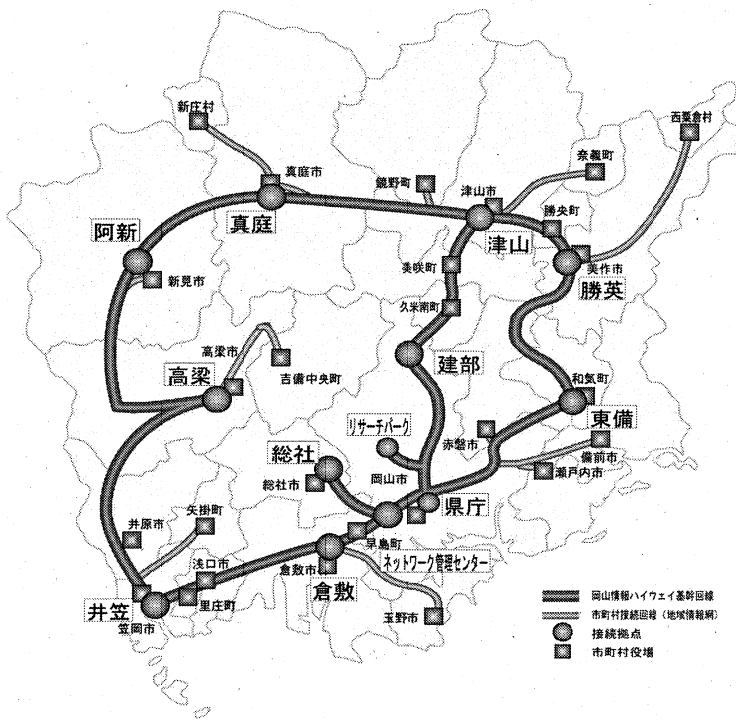 新庄村
西粟倉村
真庭市
鏡野町
津山市
奈義町
勝央町
真庭
津山
阿新
新見市
美咲町
美作市
勝英
久米南町
高梁市
高梁
吉備中央町
建部
和気町
東備
リサーチパーク
赤磐市
備前市
瀬戸内市
総社
総社市
岡山市
県庁
矢掛町
井原市
早島町
ネットワーク管理センター
浅口市
倉敷市
倉敷
里庄町
井笠
笠岡市
玉野市
岡山情報ハイウェイ基幹回線
市町村接続回線(地域情報網)
接続拠点
市町村役場